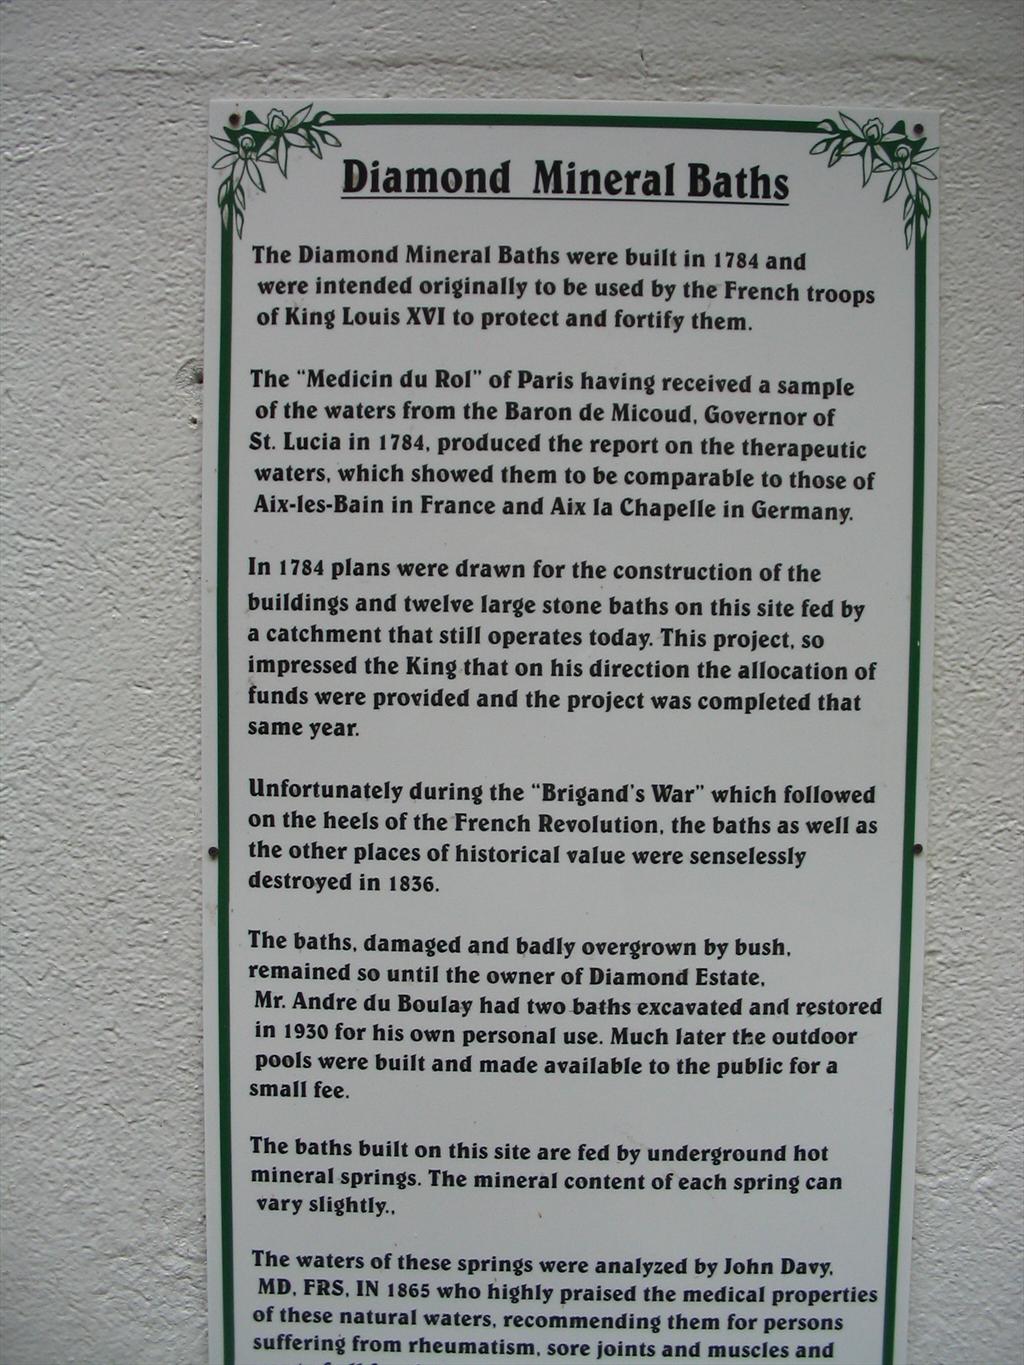 Diamond Mineral Baths
The Diamond Mineral Baths were built in 1784 and
were intended originally to be used by the French troops
of King Louis XVI to protect and fortify them.
The "Medicin du Rol" of Paris having received a sample
of the waters from the Baron de Micoud, Governor of
St. Lucia in 1784, produced the report on the therapeutic
waters, which showed them to be comparable to those of
Aix-les-Bain in France and Aix la Chapelle in Germany.
In 1784 plans were drawn for the construction of the
buildings and twelve large stone baths on this site fed by
a catchment that still operates today. This project, so
impressed the King that on his direction the allocation of
funds were provided and the project was completed that
same year.
Unfortunately during the "Brigand's War" which followed
on the heels of the French Revolution, the baths as well as
the other places of historical value were senselessly
destroyed in 1836.
The baths, damaged and badly overgrown by bush,
remained so until the owner of Diamond Estate,
Mr. Andre du Boulay had two baths excavated and restored
in 1930 for his own personal use. Much later the outdoor
pools were built and made available to the public for a
small fee.
The baths built on this site are fed by underground hot
mineral springs. The mineral content of each spring can
vary slightly..
The waters of these springs were analyzed by John Davy,
MD, FRS, IN 1865 who highly praised the medical properties
of these natural waters, recommending them for persons
suffering from rheumatism, sore joints and muscles and